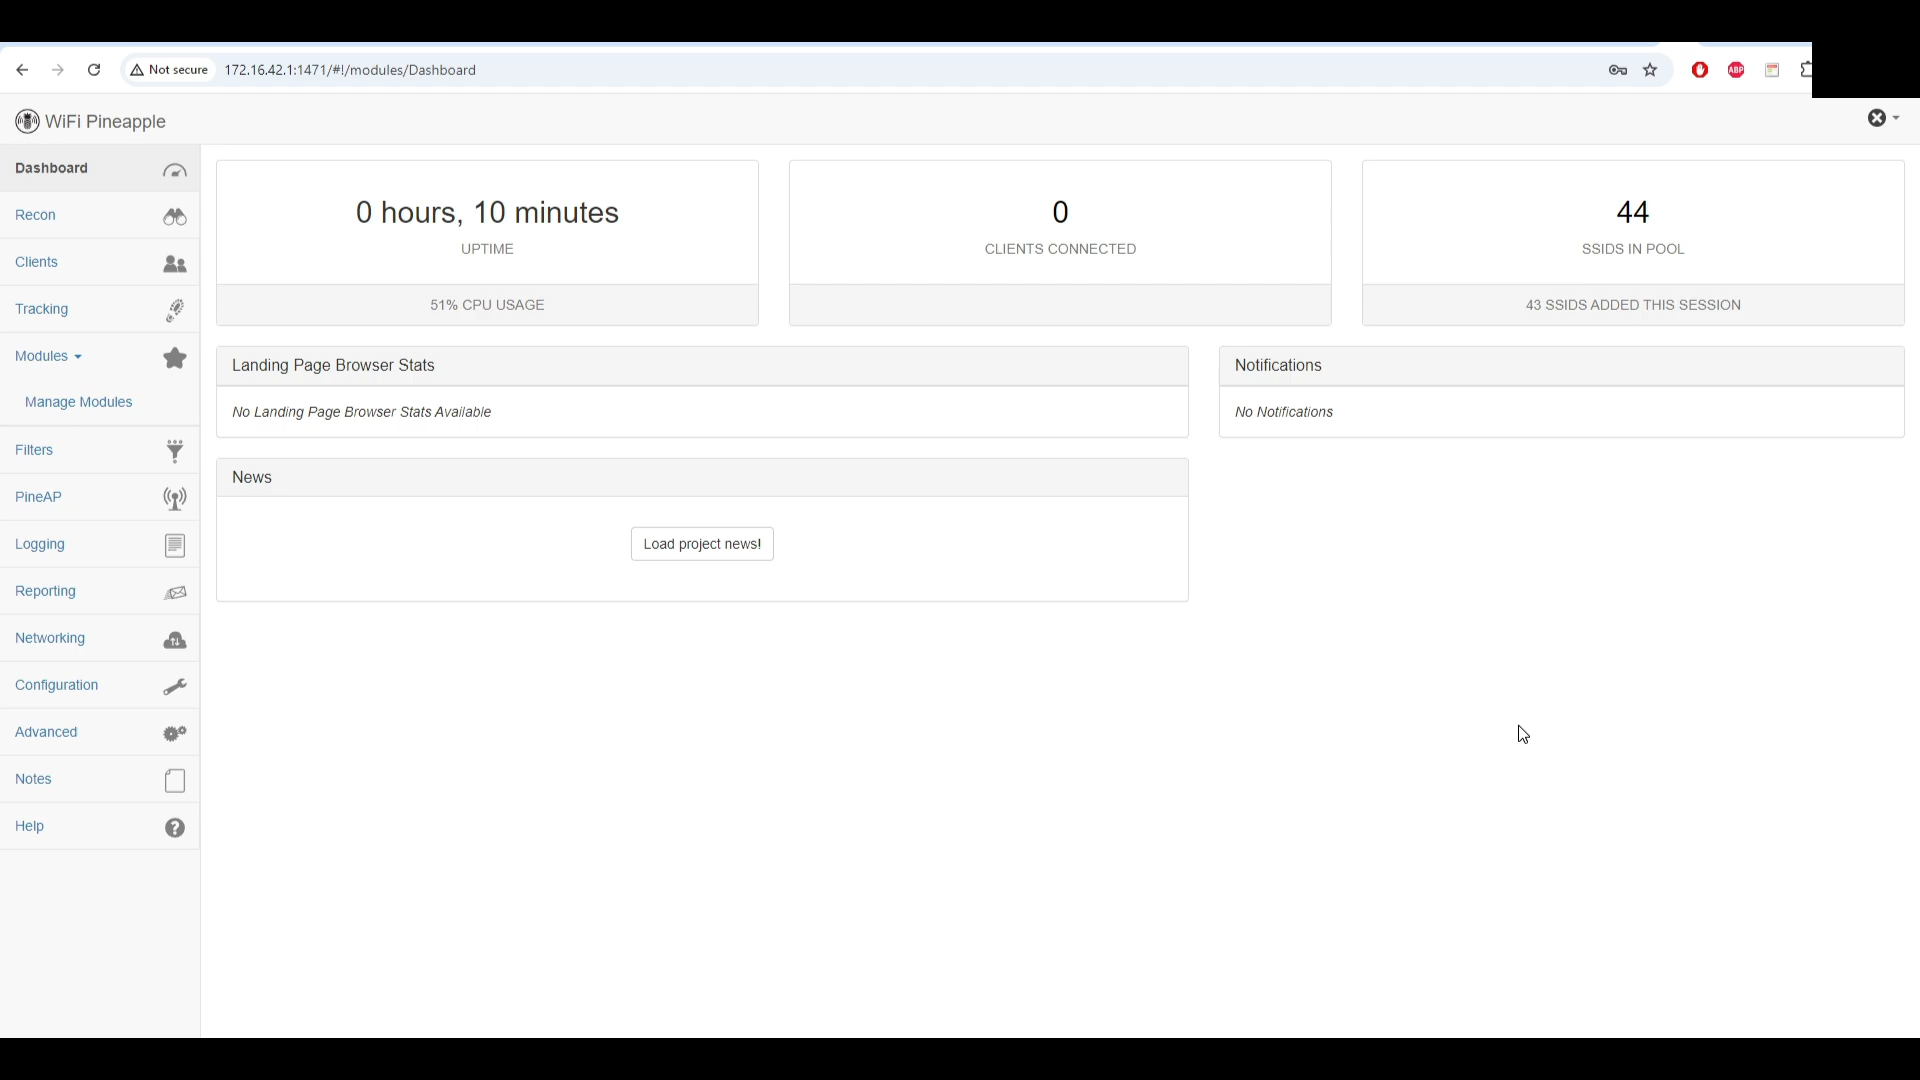 Not secure 172.16.42.1:1471/#!/modules/Dashboard
ABP
WiFi Pineapple
Dashboard
Recon
Clients
Tracking
Modules
Manage Modules
Filters
PineAP
Logging
Reporting
Networking
Configuration
Advanced
Notes
Help
0 hours, 10 minutes
UPTIME
51% CPU USAGE
0
CLIENTS CONNECTED
44
SSIDS IN POOL
43 SSIDS ADDED THIS SESSION
Landing Page Browser Stats
No Landing Page Browser Stats Available
Notifications
No Notifications
News
Load project news!